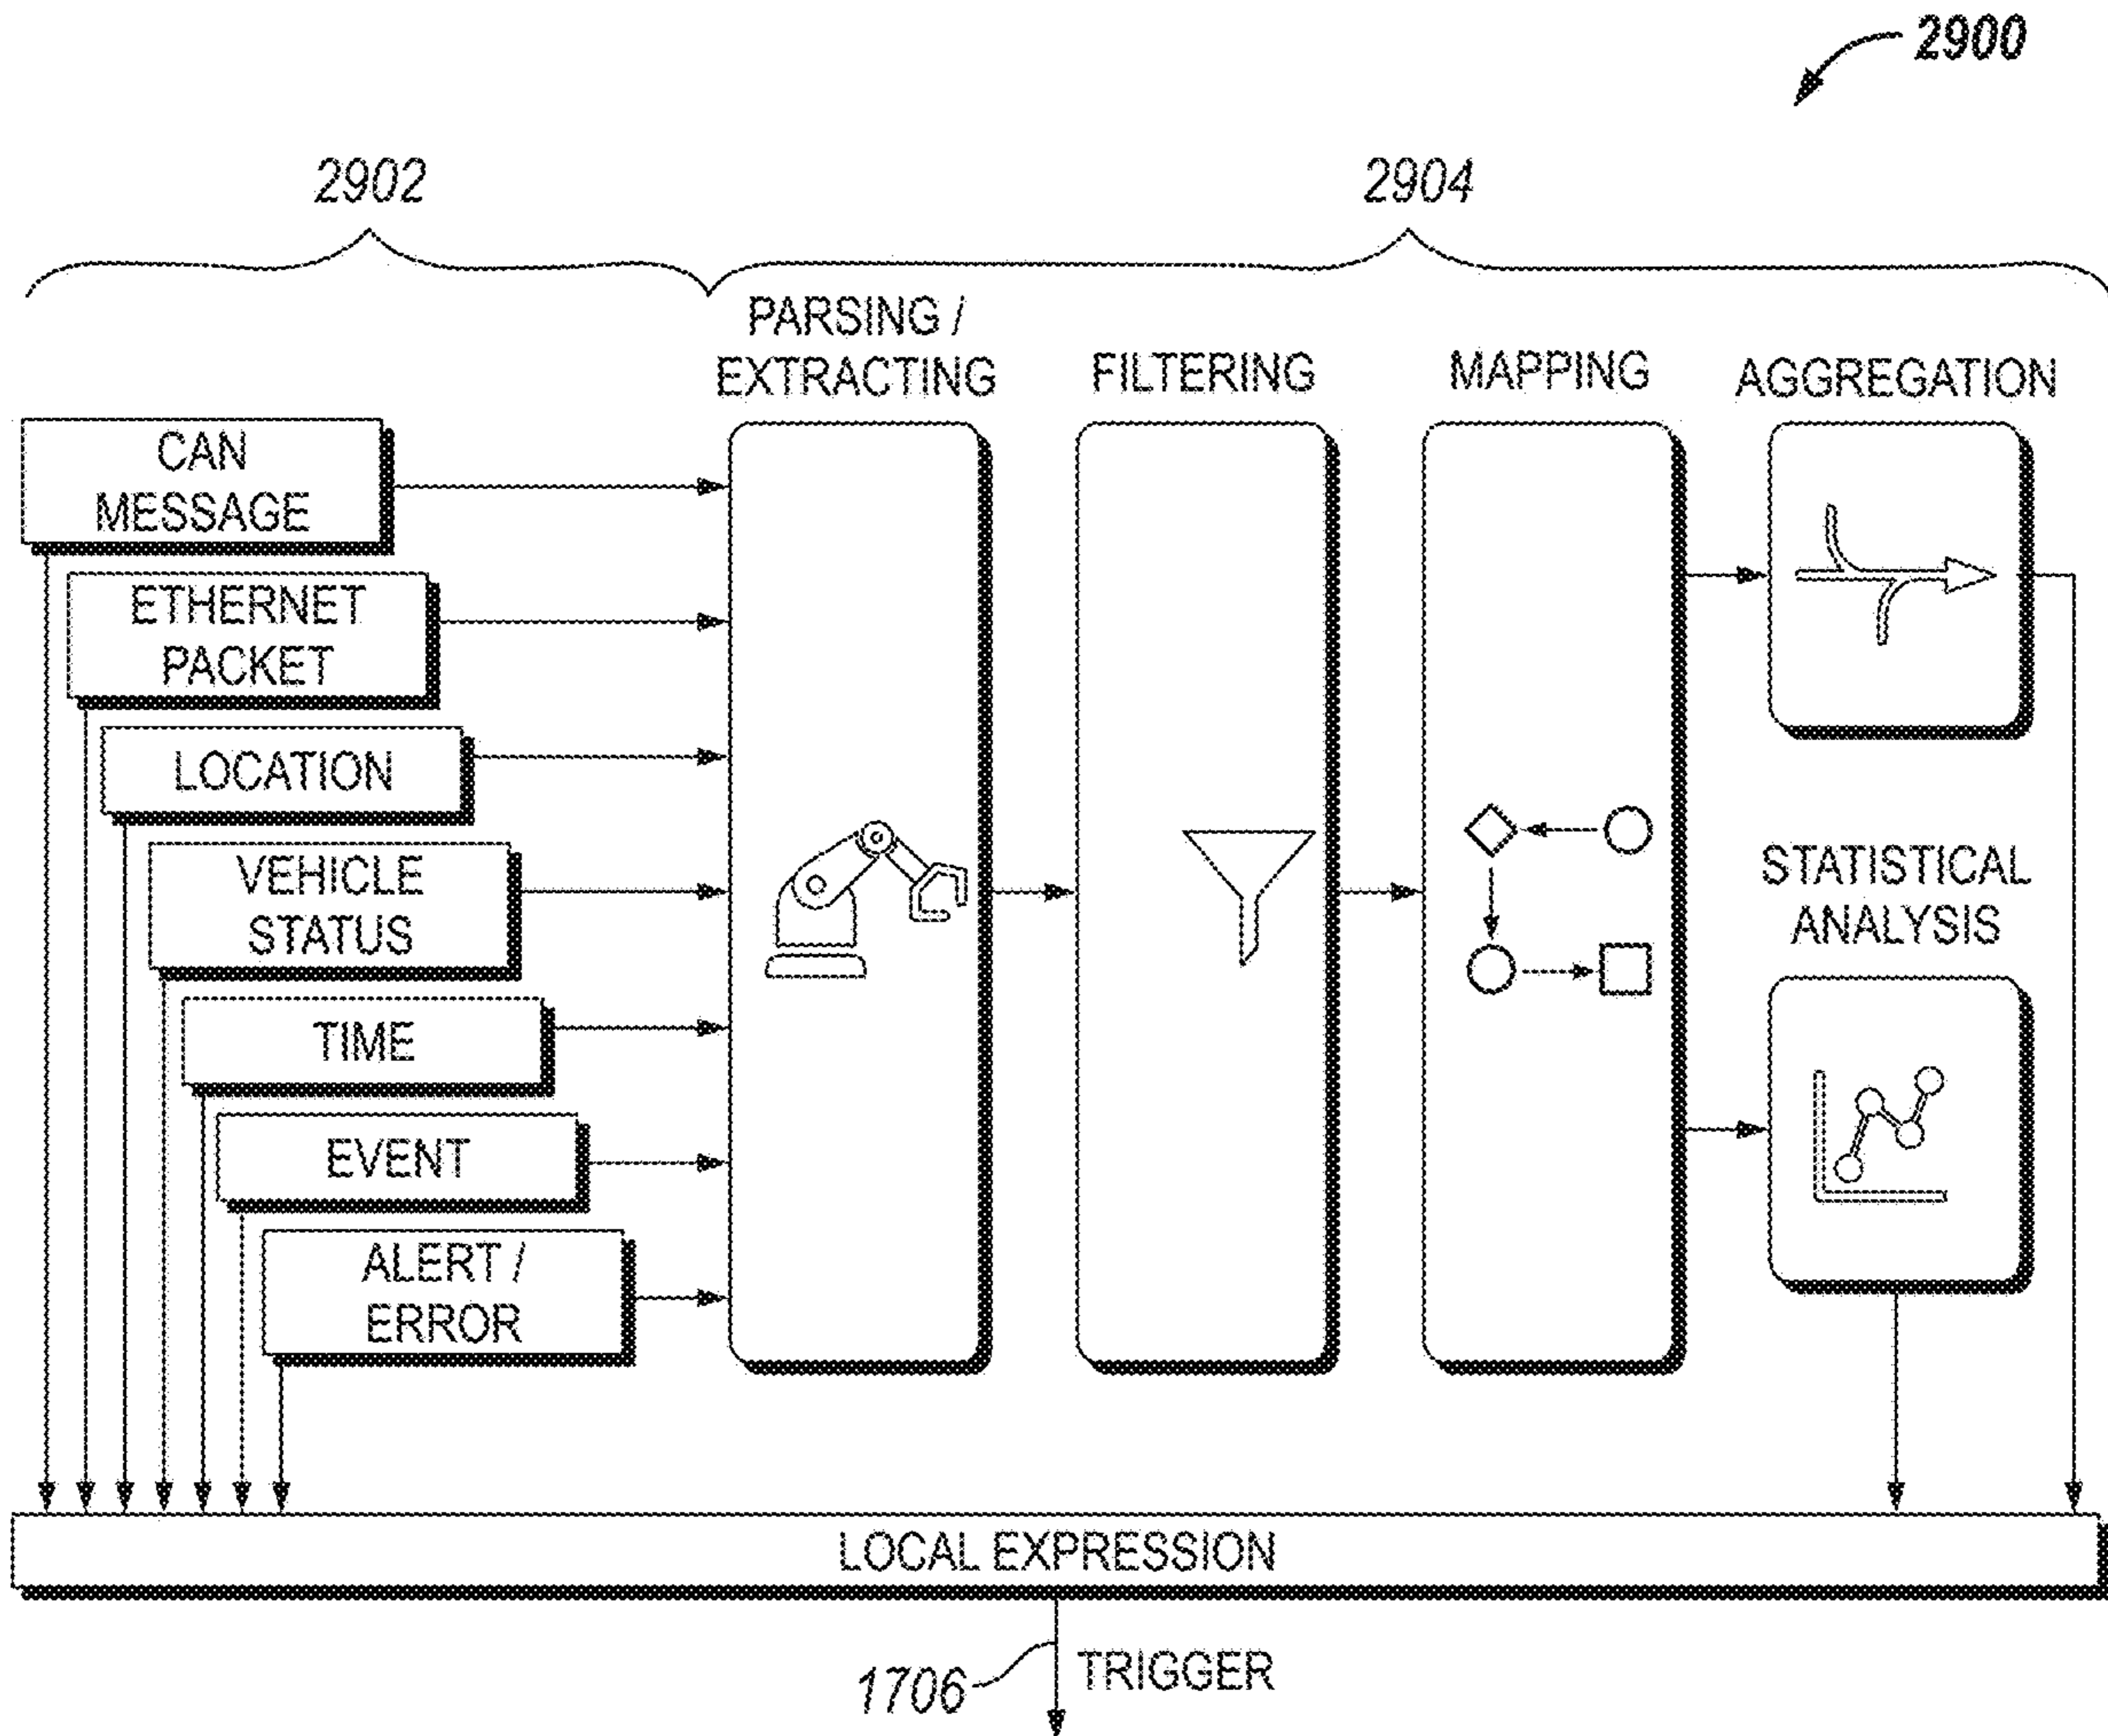 2900
2902
2904
PARSING /
EXTRACTING
FILTERING
MAPPING
AGGREGATION
CAN
MESSAGE
ETHERNET
PACKET
LOCATION
VEHICLE
STATUS
TIME
EVENT
ALERT /
ERROR
STATISTICAL
ANALYSIS
LOCAL EXPRESSION
1706
TRIGGER